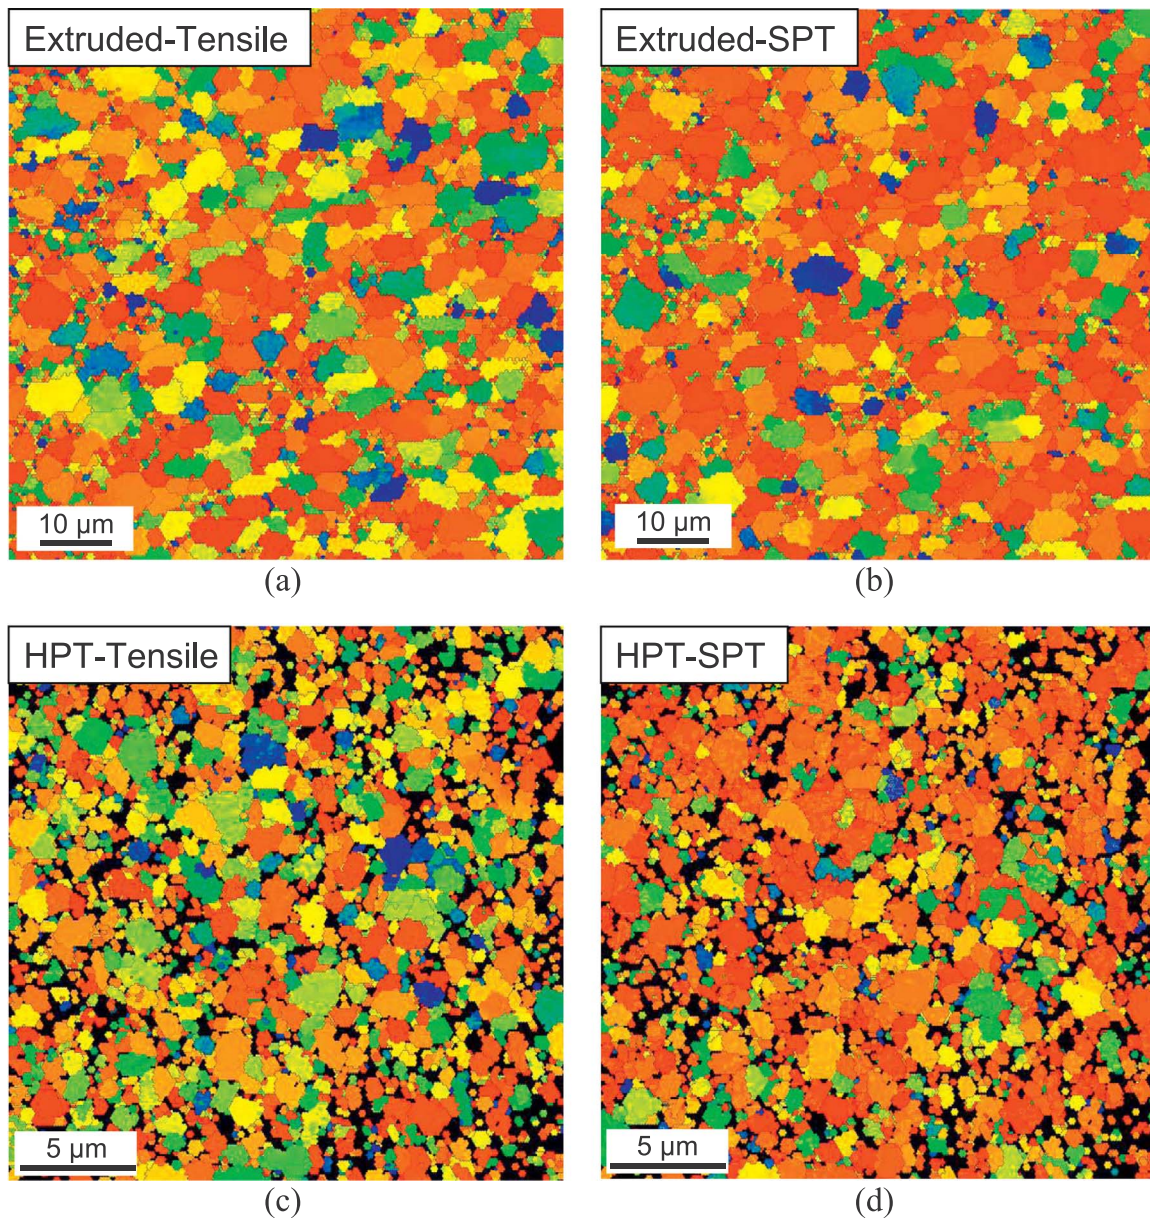 Extruded-Tensile
Extruded-SPT
10 µm
10 µm
(a)
(b)
HPT-Tensile
HPT-SPT
5 µm
5 µm
(c)
(d)